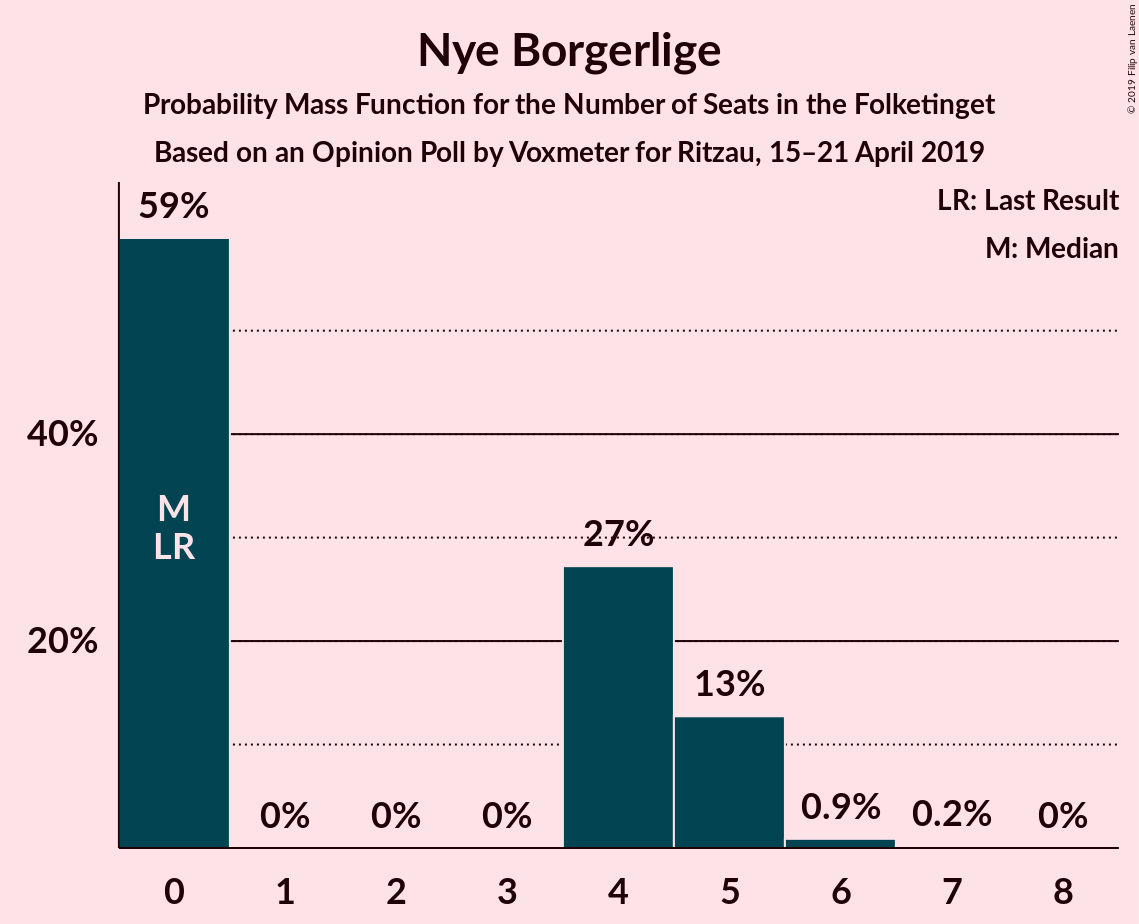 Nye Borgerlige
Probability Mass Function for the Number of Seats in the Folketinget
Based on an Opinion Poll by Voxmeter for Ritzau, 15–21 April 2019
© 2019 Filip van Laenen
LR: Last Result
M: Median
59%
40%
M
LR
27%
20%
13%
0%
0%
0%
0.9%
0.2%
0%
0 1 2 3 4 5 6 7 8